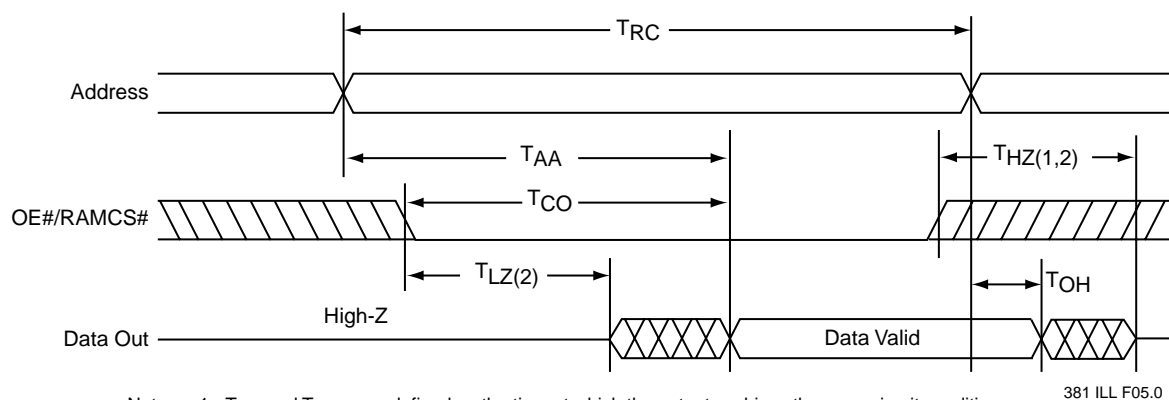 TRC
Address
TAA
THZ(1,2)
TCO
OE#/RAMCS#
TLZ(2)
TOH
High-Z
Data Out
Data Valid
381 ILL F05.0